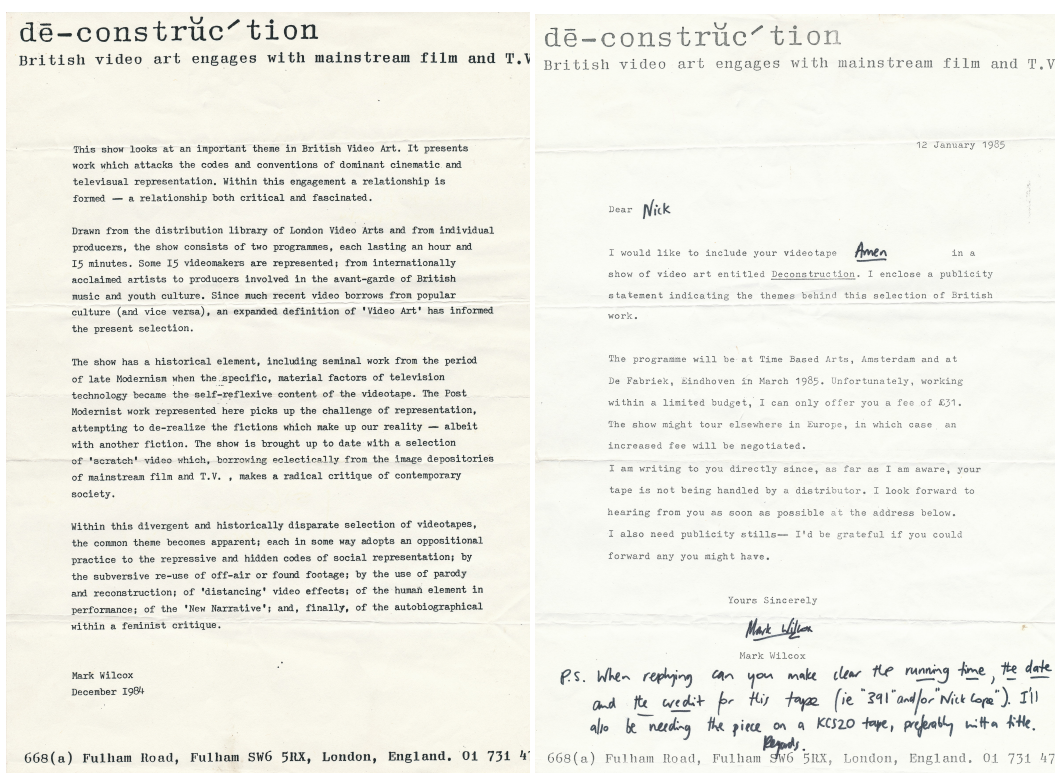 dē-constrŭc´tion
British video art engages with mainstream film and T.V
This show looks at an important theme in British Video Art. It presents
work which attacks the codes and conventions of dominant cinematic and
televisual representation. Within this engagement a relationship is
formed — a relationship both critical and fascinated.
Drawn from the distribution library of London Video Arts and from individual
producers, the show consists of two programmes, each lasting an hour and
I5 minutes. Some I5 videomakers are represented; from internationally
acclaimed artists to producers involved in the avant-garde of British
music and youth culture. Since much recent video borrows from popular
culture (and vice versa), an expanded definition of 'Video Art' has informed
the present selection.
The show has a historical element, including seminal work from the period
of late Modernism when the specific, material factors of television
technology became the self-reflexive content of the videotape. The Post
Modernist work represented here picks up the challenge of representation,
attempting to de-realize the fictions which make up our reality — albeit
with another fiction. The show is brought up to date with a selection
of 'scratch' video which, borrowing eclectically from the image depositories
of mainstream film and T.V. , makes a radical critique of contemporary
society.
Within this divergent and historically disparate selection of videotapes,
the common theme becomes apparent; each in some way adopts an oppositional
practice to the repressive and hidden codes of social representation; by
the subversive re-use of off-air or found footage; by the use of parody
and reconstruction; of 'distancing' video effects; of the human element in
performance; of the 'New Narrative'; and, finally, of the autobiographical
within a feminist critique.
Mark Wilcox
December I984
668(a) Fulham Road, Fulham SW6 5RX, London, England. 01 731 47
dē-constrŭc´tion
British video art engages with mainstream film and T.V
12 January 1985
Dear Nick
I would like to include your videotape Amen in a
show of video art entitled Deconstruction. I enclose a publicity
statement indicating the themes behind this selection of British
work.
The programme will be at Time Based Arts, Amsterdam and at
De Fabriek, Eindhoven in March 1985. Unfortunately, working
within a limited budget, I can only offer you a fee of £31.
The show might tour elsewhere in Europe, in which case an
increased fee will be negotiated.
I am writing to you directly since, as far as I am aware, your
tape is not being handled by a distributor. I look forward to
hearing from you as soon as possible at the address below.
I also need publicity stills— I'd be grateful if you could
forward any you might have.
Yours Sincerely
Mark Wilcox
Mark Wilcox
P.S. When replying can you make clear the running time, the date
and the credit for this tape (ie "391" and/or "Nick Cope"). I'll
also be needing the piece on a KCS20 tape, preferably with a title.
Regards.
668(a) Fulham Road, Fulham SW6 5RX, London, England. 01 731 47